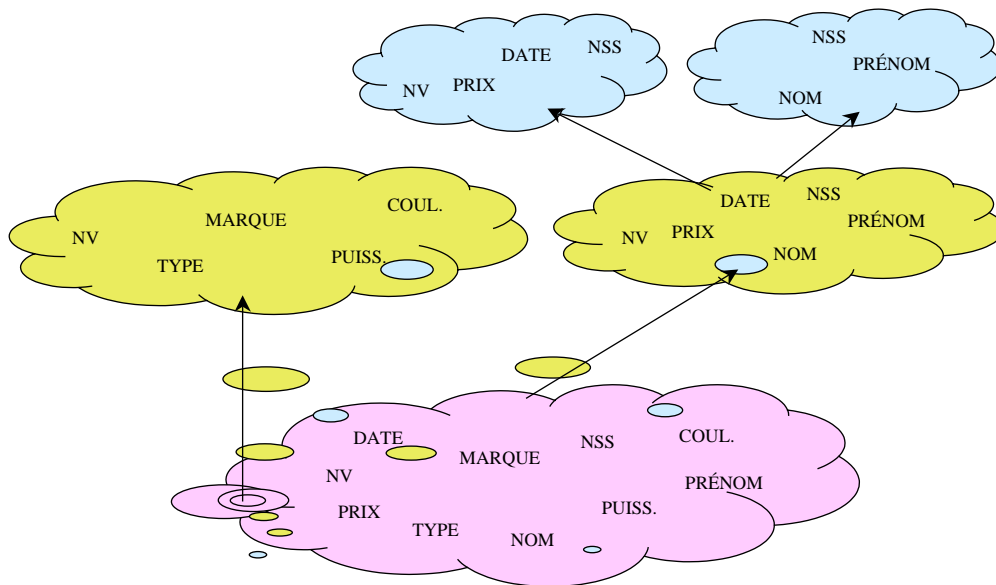 DATE NSS
NV PRIX
NSS
PRÉNOM
NOM
COUL.
MARQUE
NV
TYPE PUISS.
DATE NSS
PRÉNOM
NV PRIX
NOM
DATE NSS COUL.
MARQUE
NV PRÉNOM
PRIX PUISS.
TYPE NOM